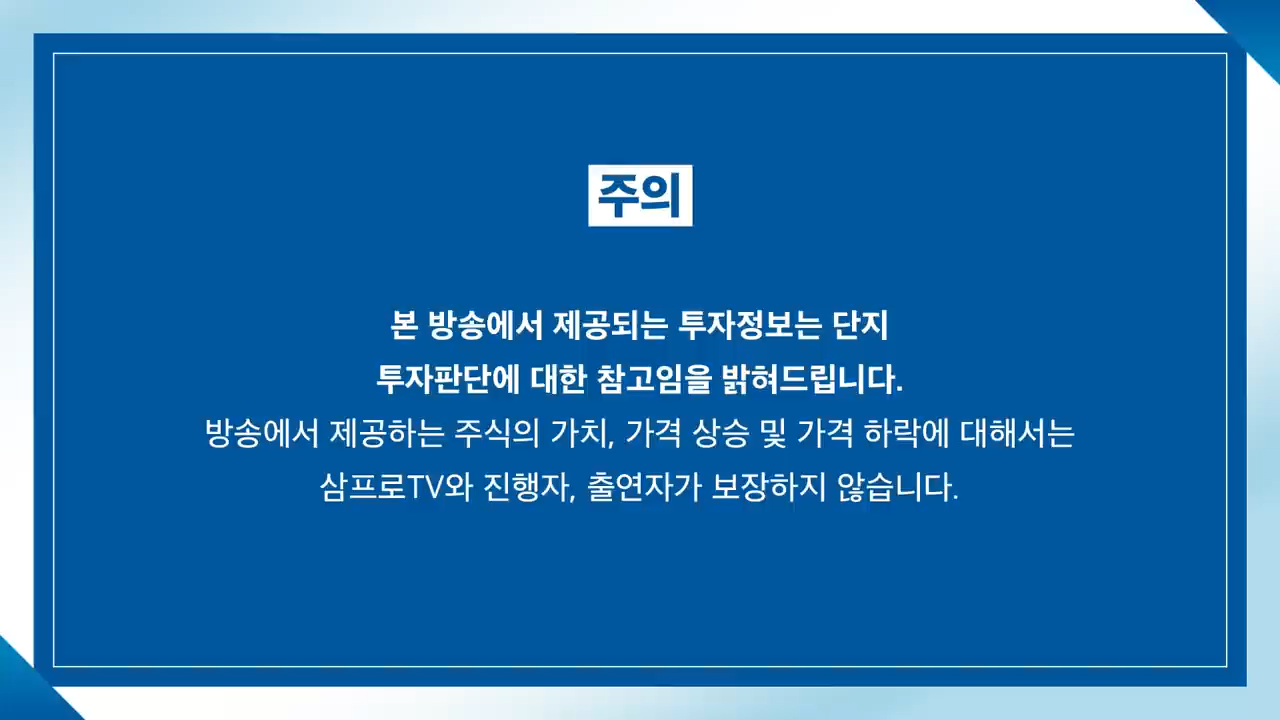 주의
본 방송에서 제공되는 투자정보는 단지
투자판단에 대한 참고임을 밝혀드립니다.
방송에서 제공하는 주식의 가치, 가격 상승 및 가격 하락에 대해서는
삼프로TV와 진행자, 출연자가 보장하지 않습니다.